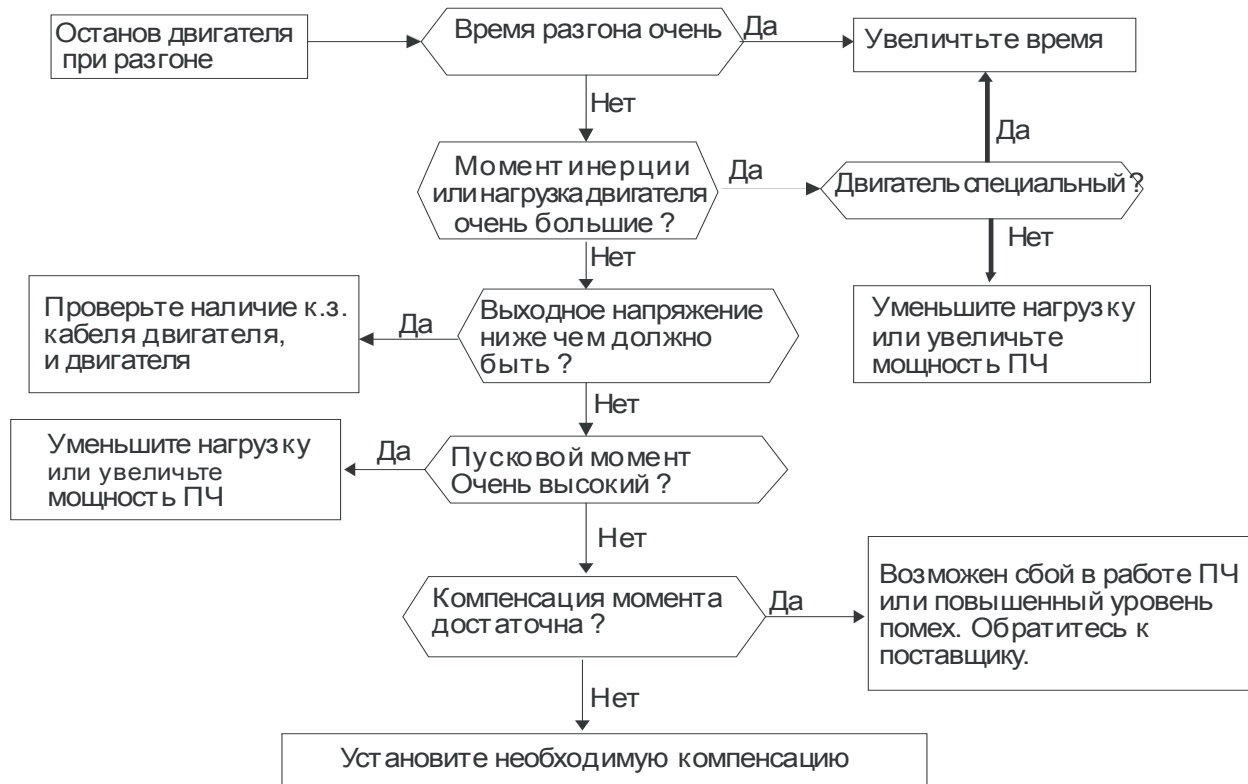 Останов двигателя
при разгоне
Время разгона очень
Да
Увеличтьте время
Нет
Да
Момент инерции
или нагрузка двигателя
очень большие ?
Да
Двигатель специальный ?
Нет
Нет
Проверьте наличие к.з.
кабеля двигателя,
и двигателя
Да
Выходное напряжение
ниже чем должно
быть ?
Уменьшите нагрузку
или увеличьте
мощность ПЧ
Нет
Уменьшите нагрузку
или увеличьте
мощность ПЧ
Да
Пусковой момент
Очень высокий ?
Нет
Компенсация момента
достаточна ?
Да
Возможен сбой в работе ПЧ
или повышенный уровень
помех. Обратитесь к
поставщику.
Нет
Установите необходимую компенсацию